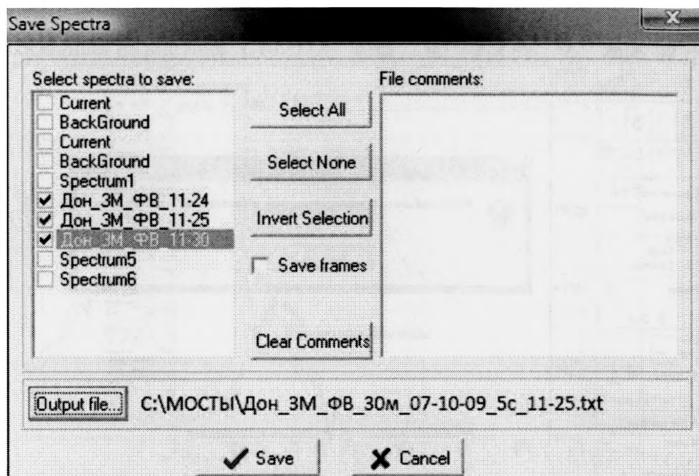 Save Spectra
Select spectra to save:
Current
BackGround
Current
BackGround
Spectrum1
Дон_3М_ФВ_11-24
Дон_3М_ФВ_11-25
Дон_3М_ФВ_11-30
Spectrum5
Spectrum6
Select All
Select None
Invert Selection
Save frames
Clear Comments
File comments:
Output file...
C:\МОСТЫ\Дон_3М_ФВ_30м_07-10-09_5с_11-25.txt
Save
Cancel